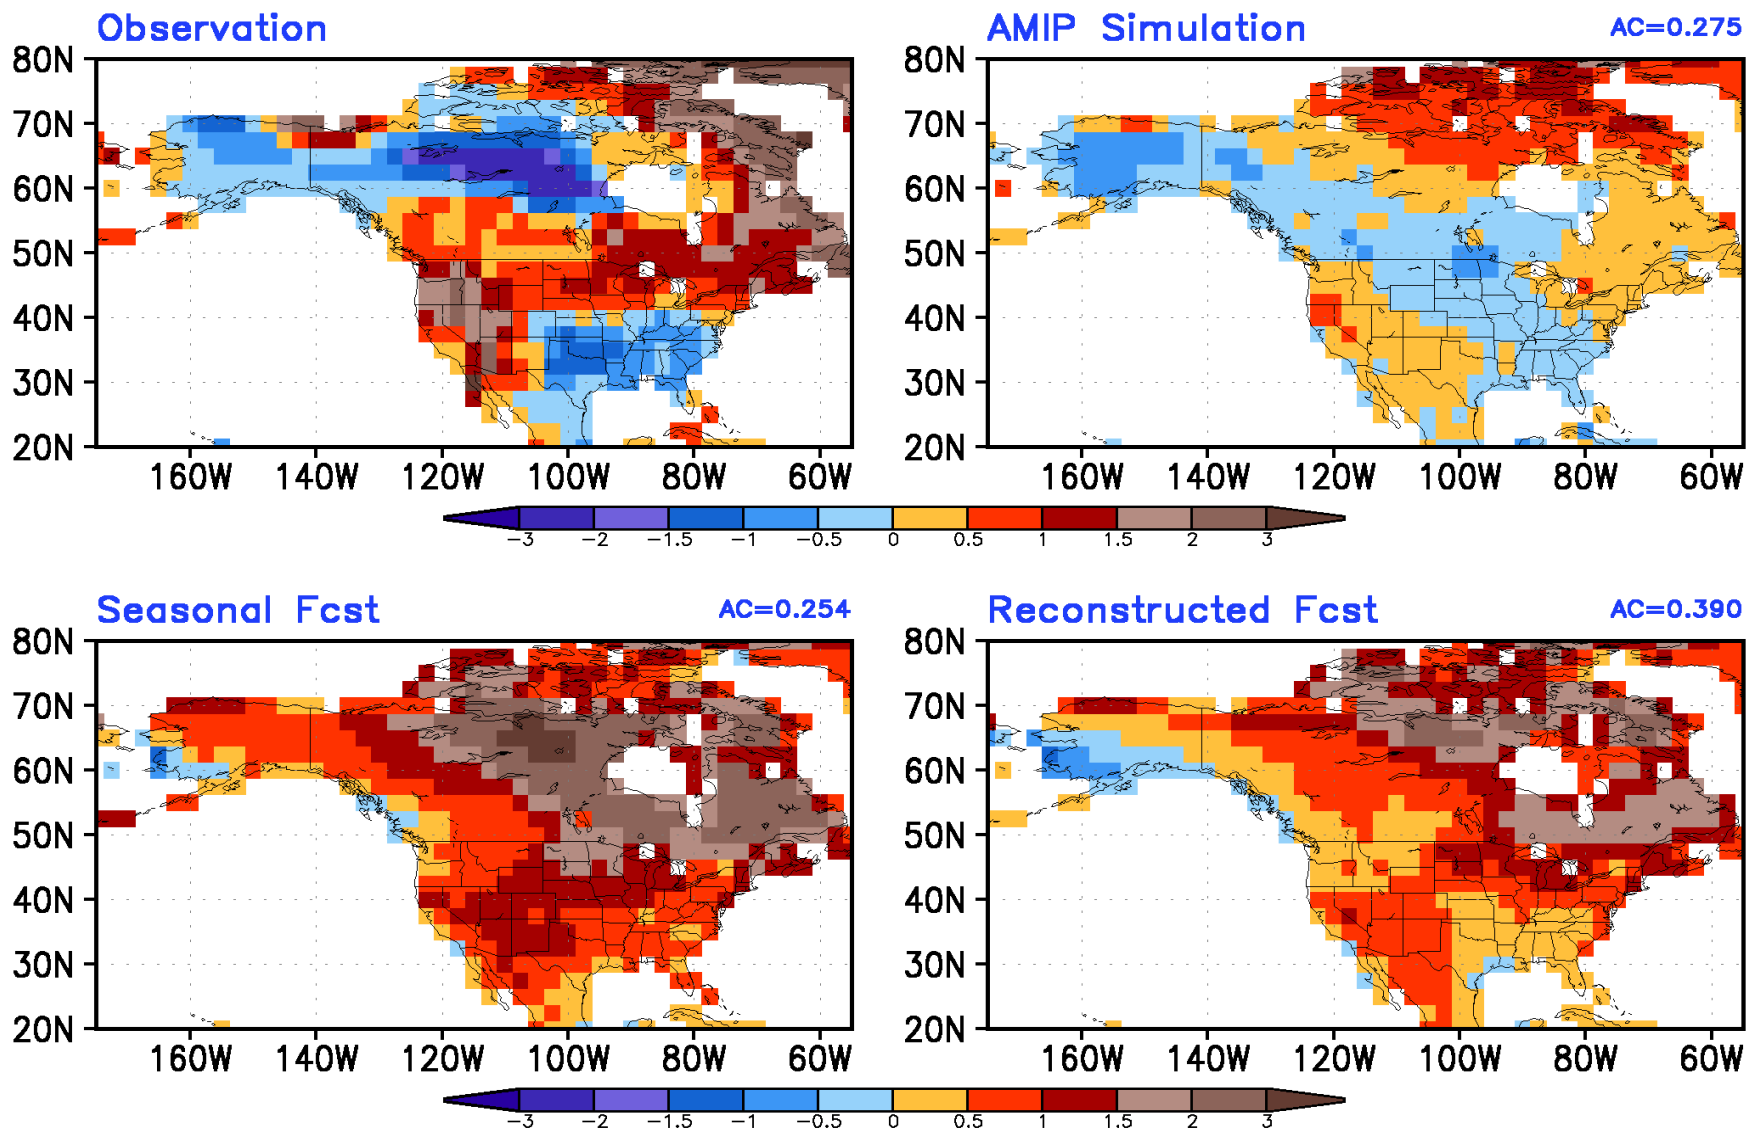 Observation
AMIP Simulation AC=0.275
80N 80N
70N 70N
60N 60N
50N 50N
40N 40N
30N 30N
20N 20N
160W 140W 120W 100W 80W 60W 160W 140W 120W 100W 80W 60W
-3 -2 -1.5 -1 -0.5 0 0.5 1 1.5 2 3
Seasonal Fcst AC=0.254
Reconstructed Fcst AC=0.390
80N 80N
70N 70N
60N 60N
50N 50N
40N 40N
30N 30N
20N 20N
160W 140W 120W 100W 80W 60W 160W 140W 120W 100W 80W 60W
-3 -2 -1.5 -1 -0.5 0 0.5 1 1.5 2 3